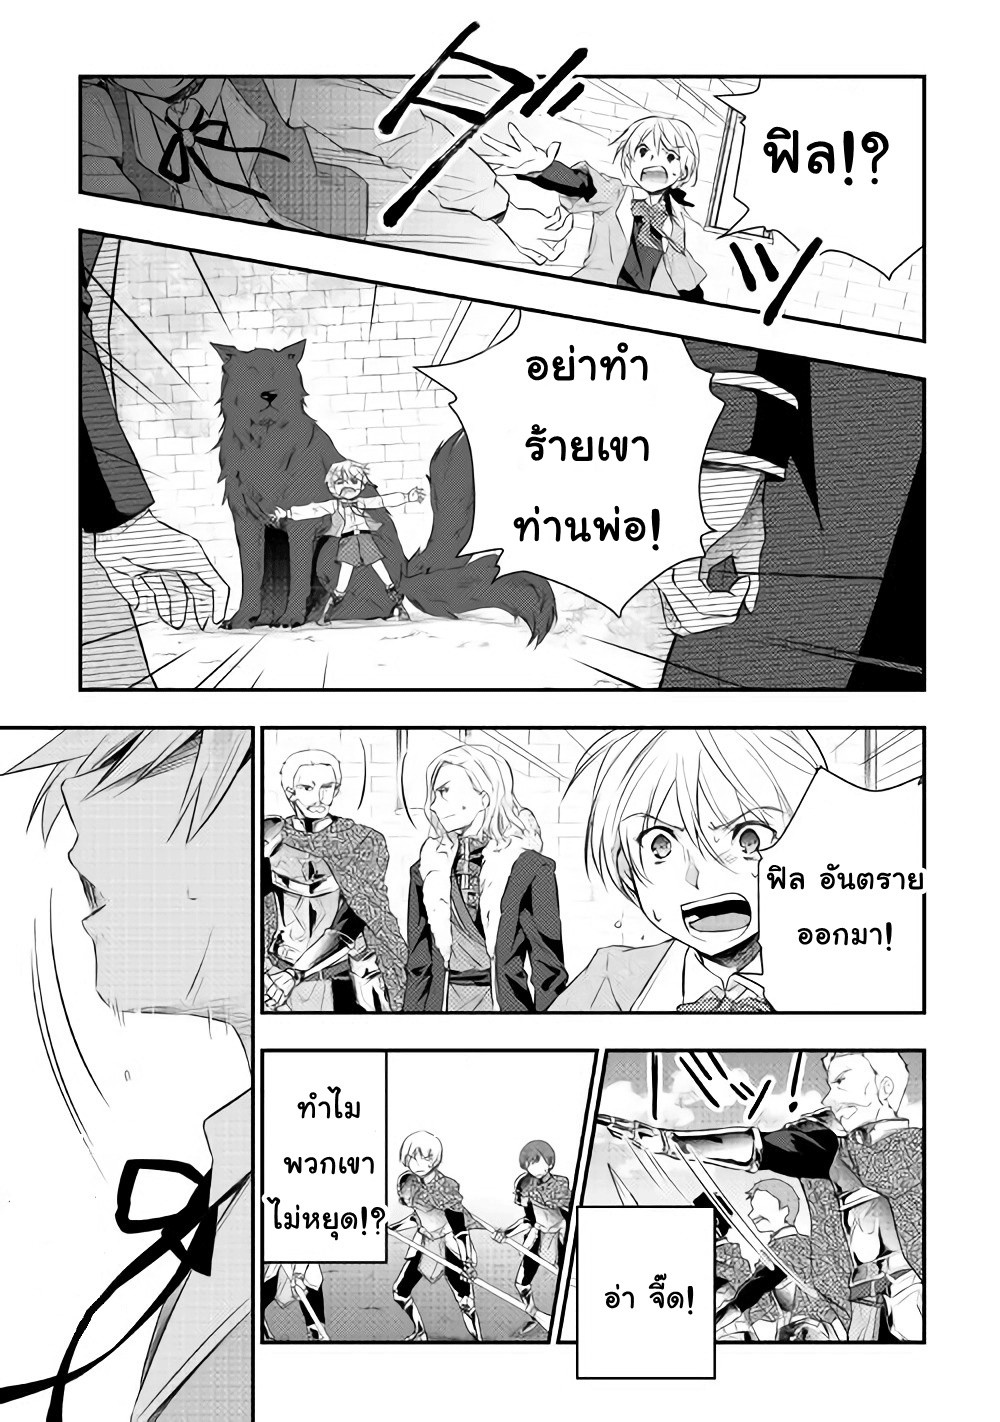 ダッ
ฟิล!?
อย่าทำ
ร้ายเขา
ท่านพ่อ!
ฟิล อันตราย
ออกมา!
ทำไม
พวกเขา
ไม่หยุด!?
อ่า จี๊ด!